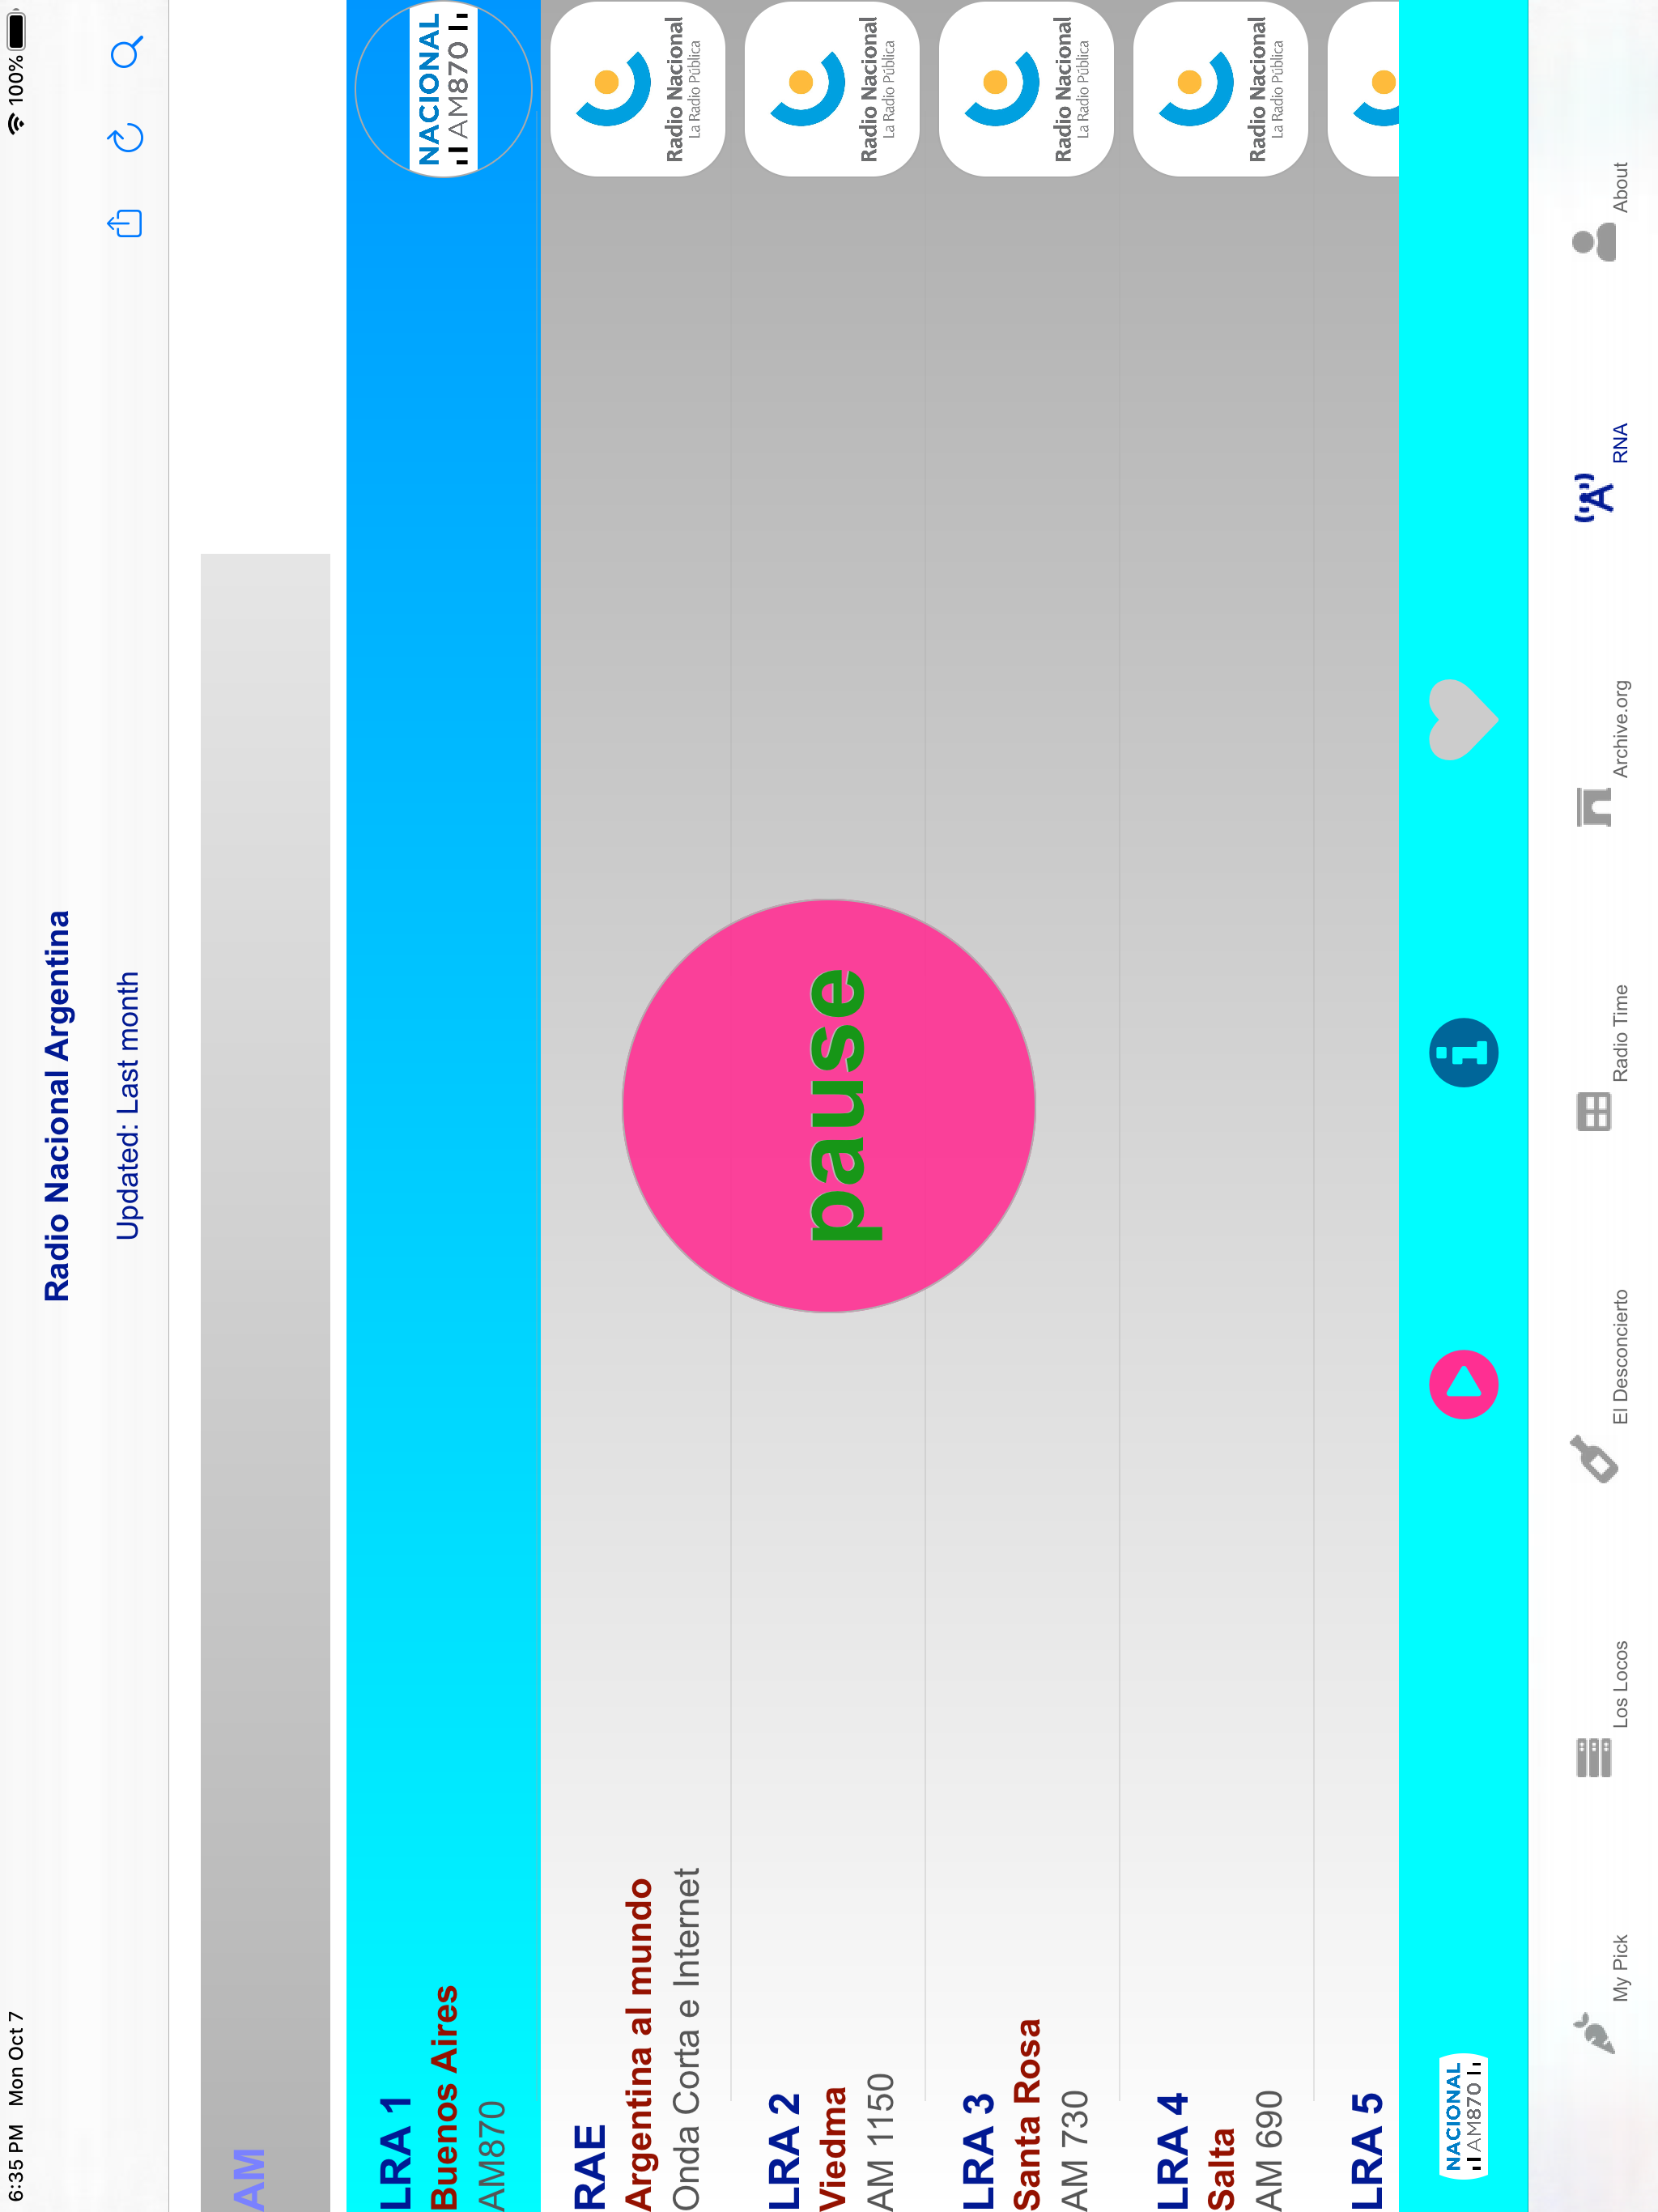 6:35 PM Mon Oct 7
100%
Radio Nacional Argentina
Updated: Last month
AM
LRA 1
Buenos Aires
AM870
NACIONAL
AM870
RAE
Argentina al mundo
Onda Corta e Internet
Radio Nacional
La Radio Pública
LRA 2
Viedma
AM 1150
Radio Nacional
La Radio Pública
LRA 3
Santa Rosa
AM 730
Radio Nacional
La Radio Pública
LRA 4
Salta
AM 690
Radio Nacional
La Radio Pública
LRA 5
pause
NACIONAL
AM870
My Pick
Los Locos
El Desconcierto
Radio Time
Archive.org
RNA
About